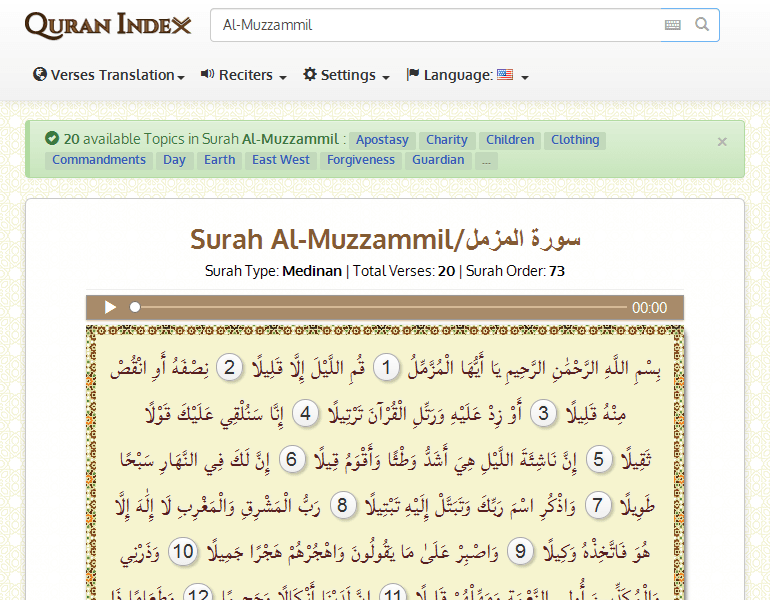 QURAN INDEX
Al-Muzzammil
Verses Translation Reciters Settings Language:
20 available Topics in Surah Al-Muzzammil : Apostasy Charity Children Clothing
Commandments Day Earth East West Forgiveness Guardian ...
×
Surah Al-Muzzammil/سورة المزمل
Surah Type: Medinan | Total Verses: 20 | Surah Order: 73
00:00
بِسْمِ اللَّهِ الرَّحْمَٰنِ الرَّحِيمِ يَا أَيُّهَا الْمُزَّمِّلُ 1 قُمِ اللَّيْلَ إِلَّا قَلِيلًا 2 نِصْفَهُ أَوِ انْقُصْ
مِنْهُ قَلِيلًا 3 أَوْ زِدْ عَلَيْهِ وَرَتِّلِ الْقُرْآنَ تَرْتِيلًا 4 إِنَّا سَنُلْقِي عَلَيْكَ قَوْلًا
ثَقِيلًا 5 إِنَّ نَاشِئَةَ اللَّيْلِ هِيَ أَشَدُّ وَطْئًا وَأَقْوَمُ قِيلًا 6 إِنَّ لَكَ فِي النَّهَارِ سَبْحًا
طَوِيلًا 7 وَاذْكُرِ اسْمَ رَبِّكَ وَتَبَتَّلْ إِلَيْهِ تَبْتِيلًا 8 رَبُّ الْمَشْرِقِ وَالْمَغْرِبِ لَا إِلَٰهَ إِلَّا
هُوَ فَاتَّخِذْهُ وَكِيلًا 9 وَاصْبِرْ عَلَىٰ مَا يَقُولُونَ وَاهْجُرْهُمْ هَجْرًا جَمِيلًا 10 وَذَرْنِي
11 12